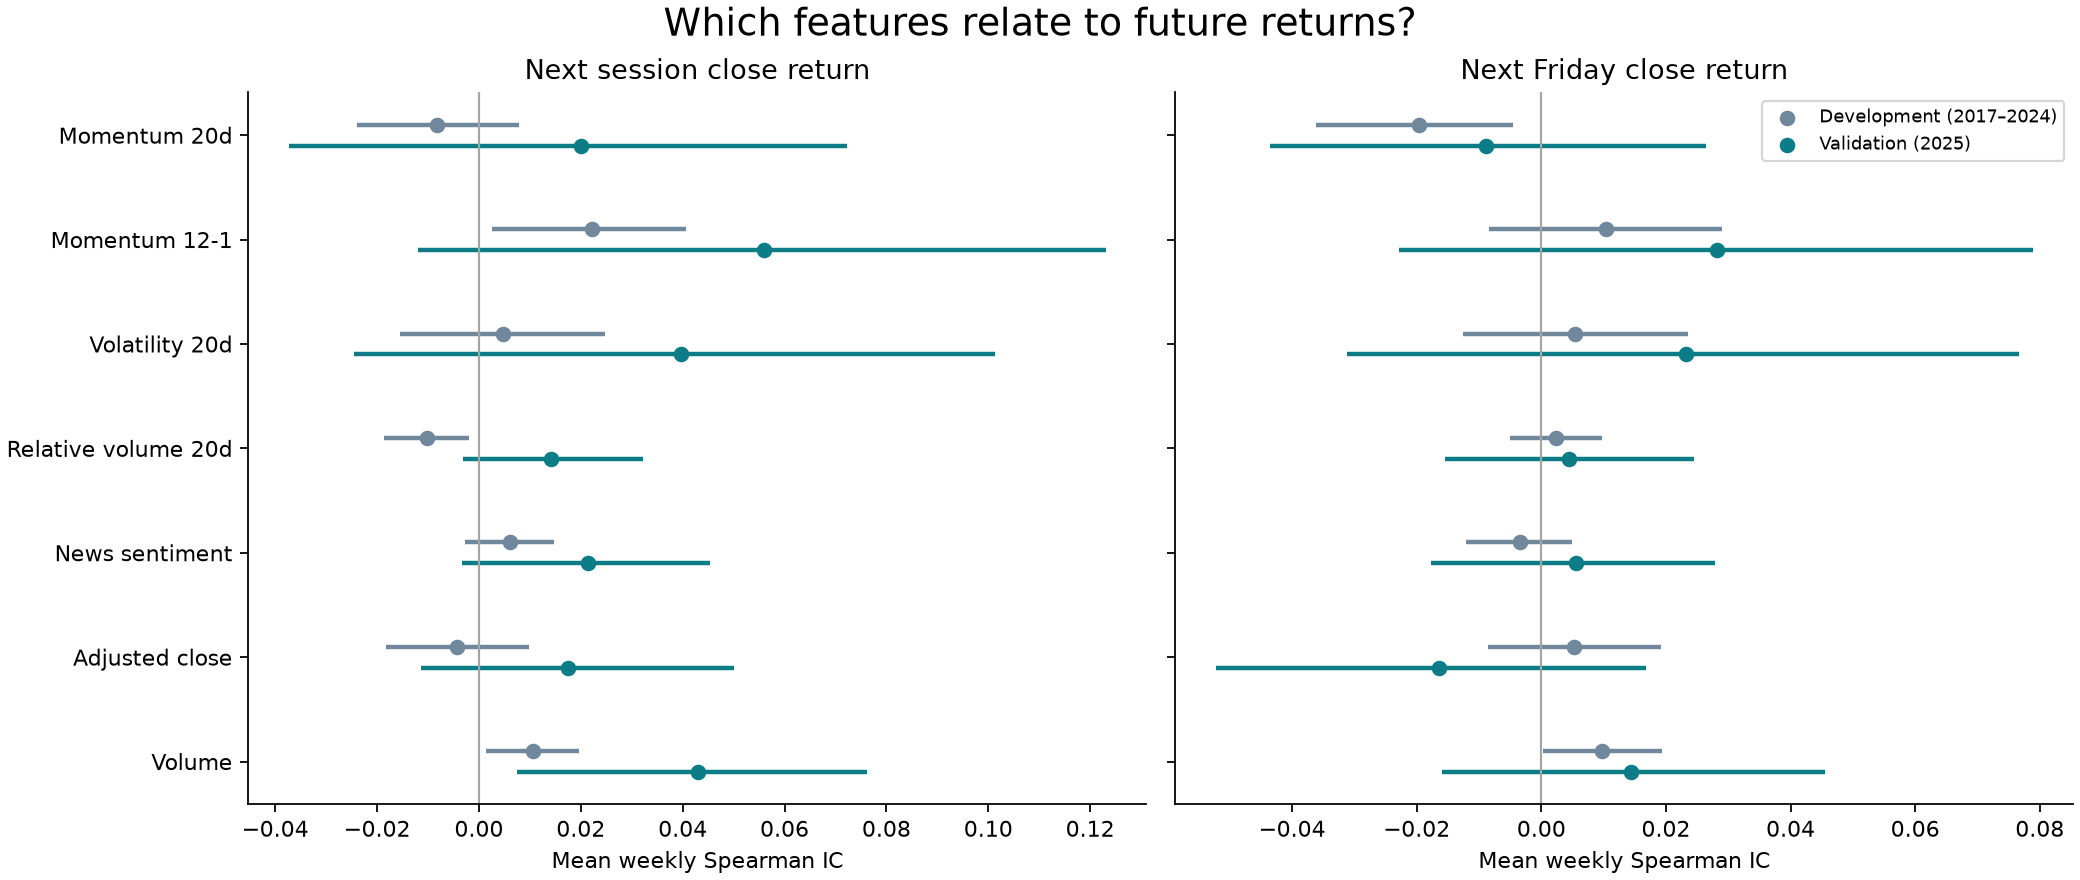 Which features relate to future returns?
Next session close return
Next Friday close return
Development (2017–2024)
Validation (2025)
Momentum 20d
Momentum 12-1
Volatility 20d
Relative volume 20d
News sentiment
Adjusted close
Volume
−0.04 −0.02 0.00 0.02 0.04 0.06 0.08 0.10 0.12
Mean weekly Spearman IC
−0.04 −0.02 0.00 0.02 0.04 0.06 0.08
Mean weekly Spearman IC